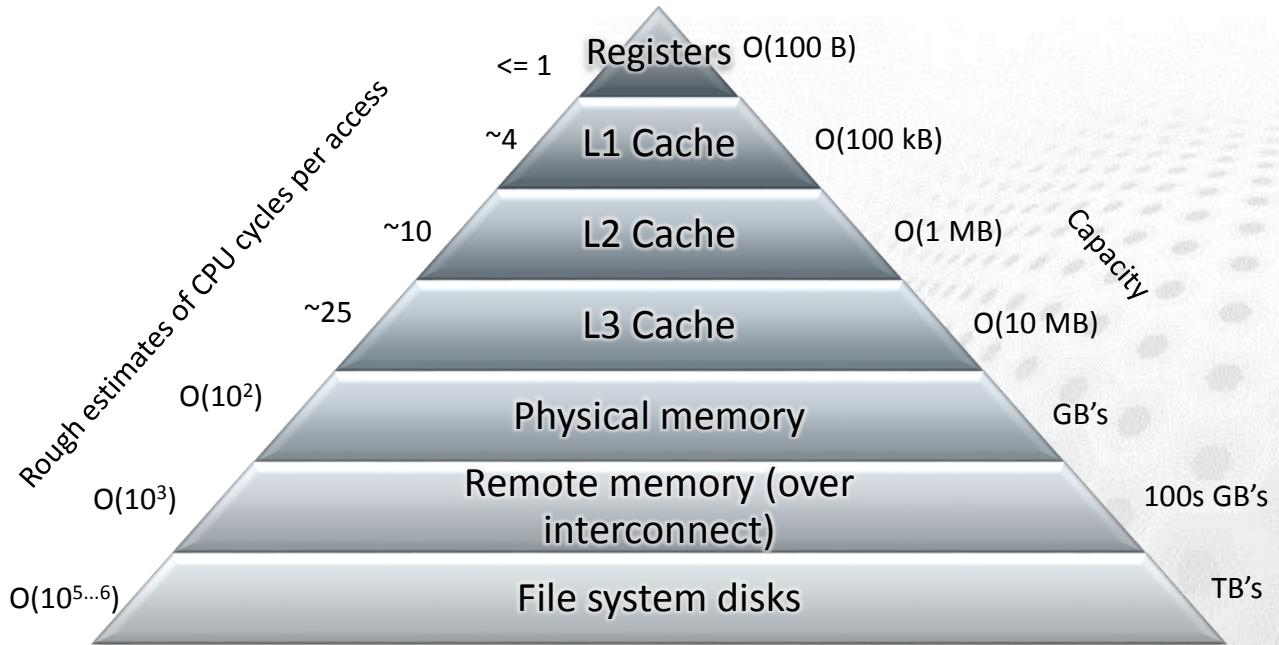 Rough estimates of CPU cycles per access
Capacity
<= 1
Registers
O(100 B)
~4
L1 Cache
O(100 kB)
~10
L2 Cache
O(1 MB)
~25
L3 Cache
O(10 MB)
O(10²)
Physical memory
GB’s
O(10³)
Remote memory (over
interconnect)
100s GB’s
O(10⁵…⁶)
File system disks
TB’s